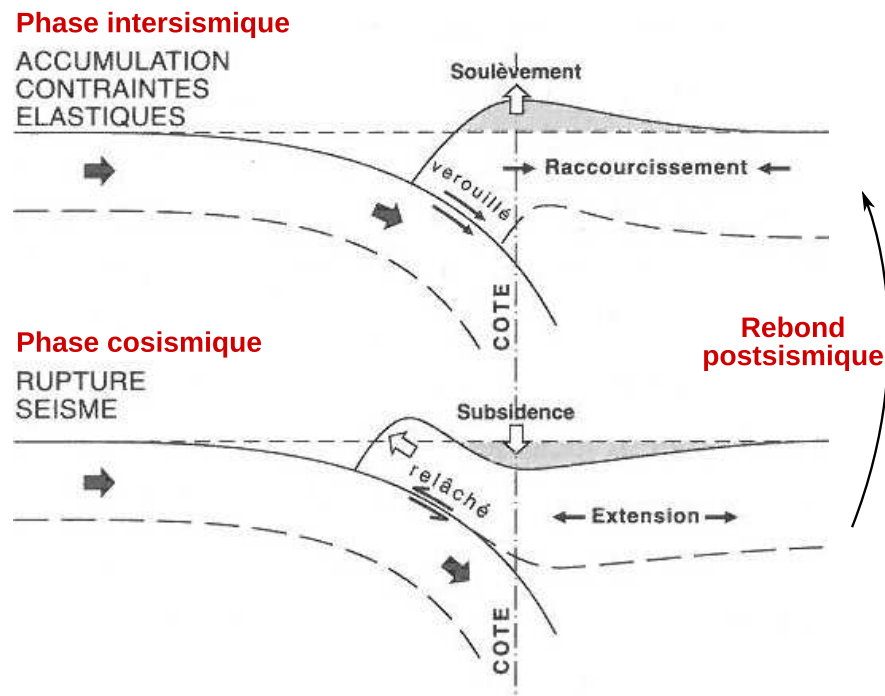 Phase intersismique
ACCUMULATION
CONTRAINTES
ELASTIQUES
Soulèvement
Raccourcissement
verouillé
COTE
Phase cosismique
RUPTURE
SEISME
Rebond
postsismique
Subsidence
relâché
Extension
COTE